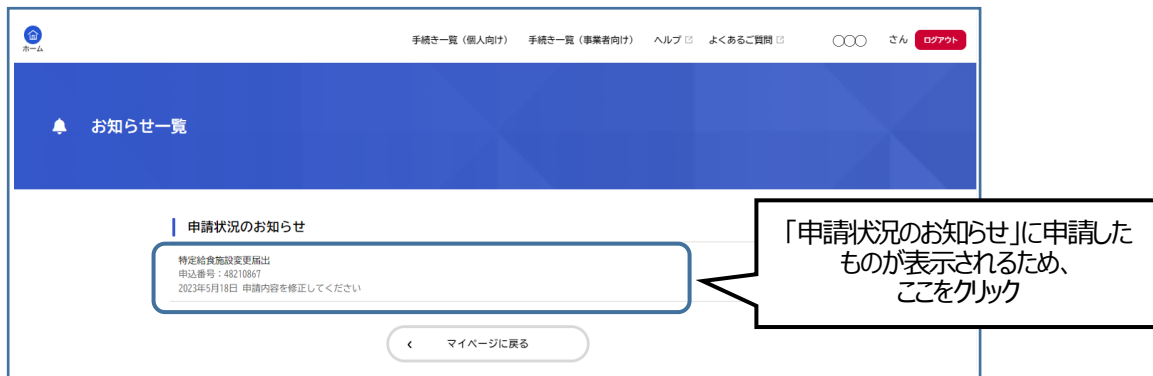 ホーム
手続き一覧（個人向け） 手続き一覧（事業者向け） ヘルプ よくあるご質問 ○○○ さん ログアウト
お知らせ一覧
申請状況のお知らせ
特定給食施設変更届出
申込番号：48210867
2023年5月18日 申請内容を修正してください
マイページに戻る
「申請状況のお知らせ」に申請した
ものが表示されるため、
ここをクリック